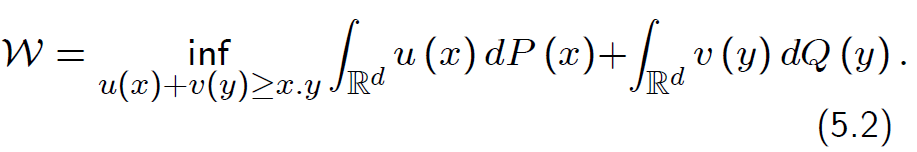 𝒲 = inf_{u(x)+v(y)≥x.y} ∫_{ℝ^d} u (x) dP (x)+∫_{ℝ^d} v (y) dQ (y) .
(5.2)